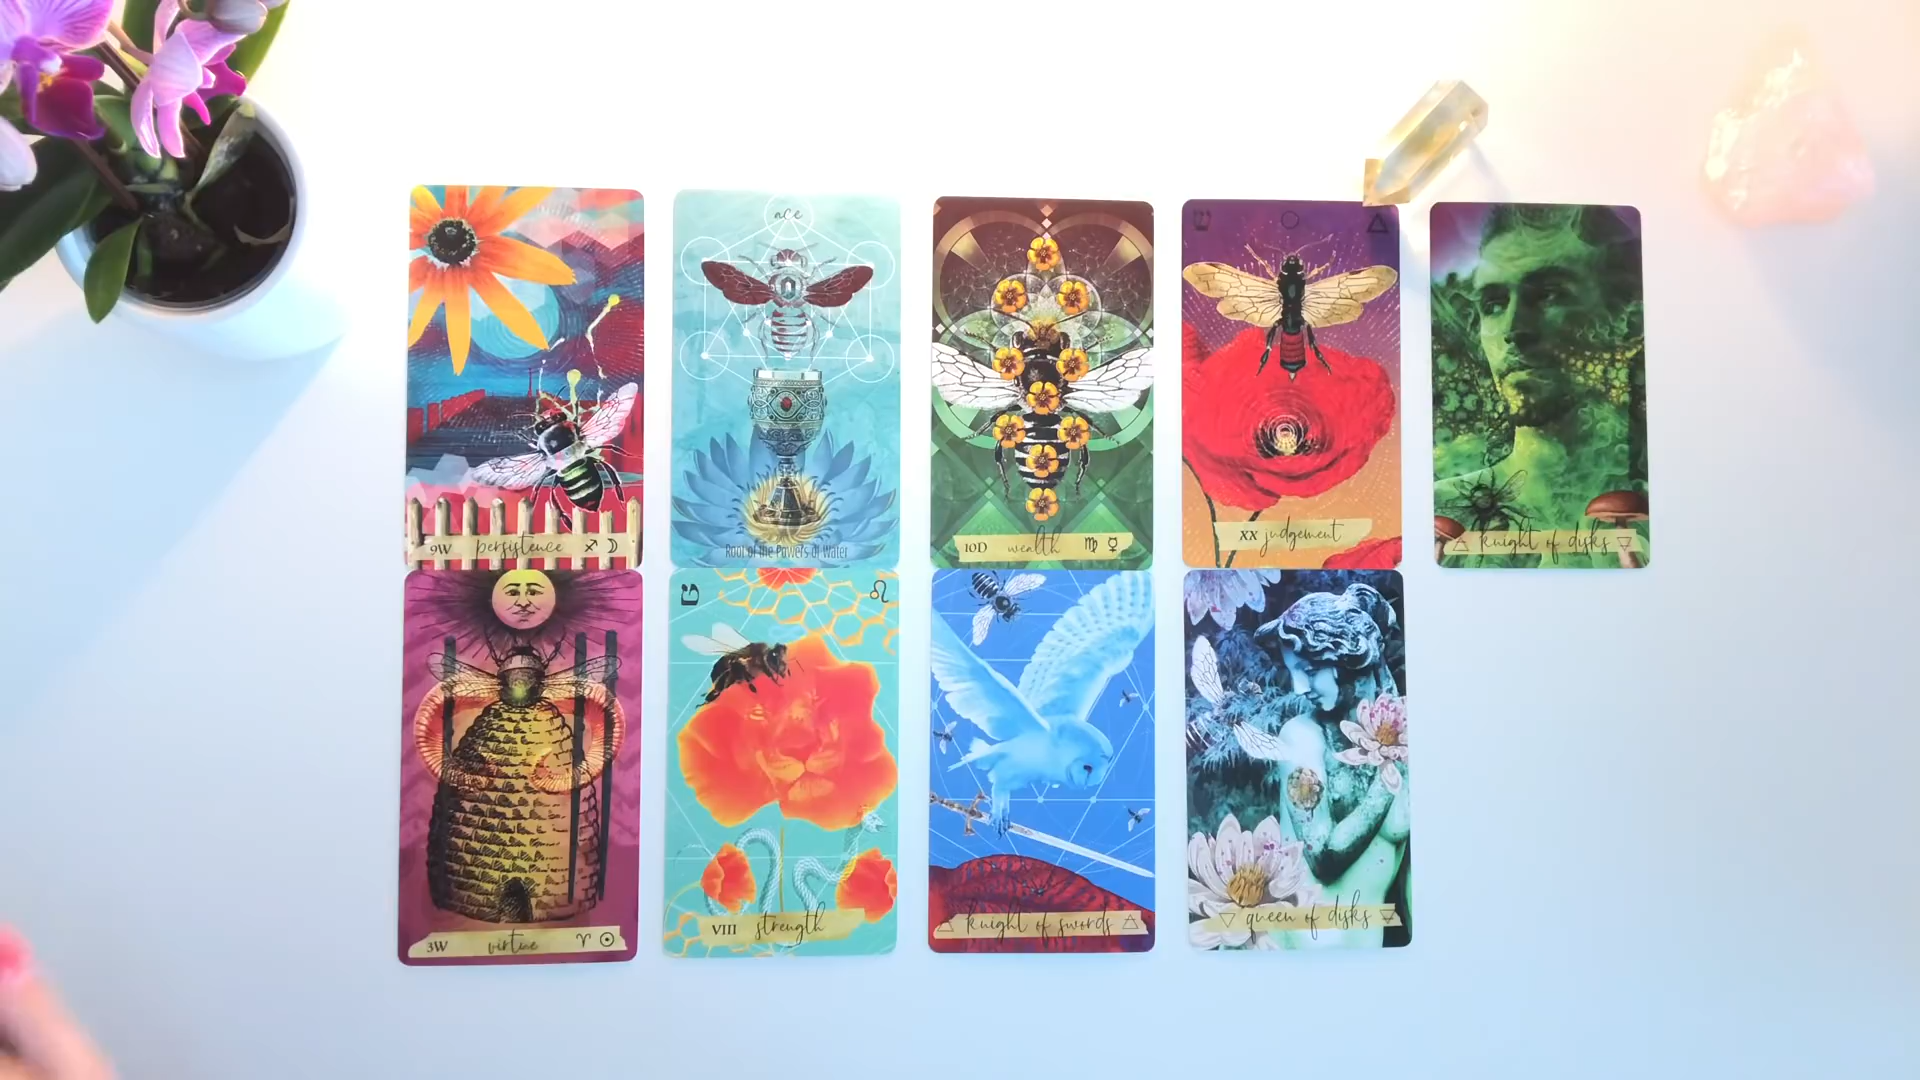 ace
9W persistence
Root of the Powers of Water
10D wealth
XX judgement
knight of disks
3W virtue
VIII strength
knight of swords
queen of disks